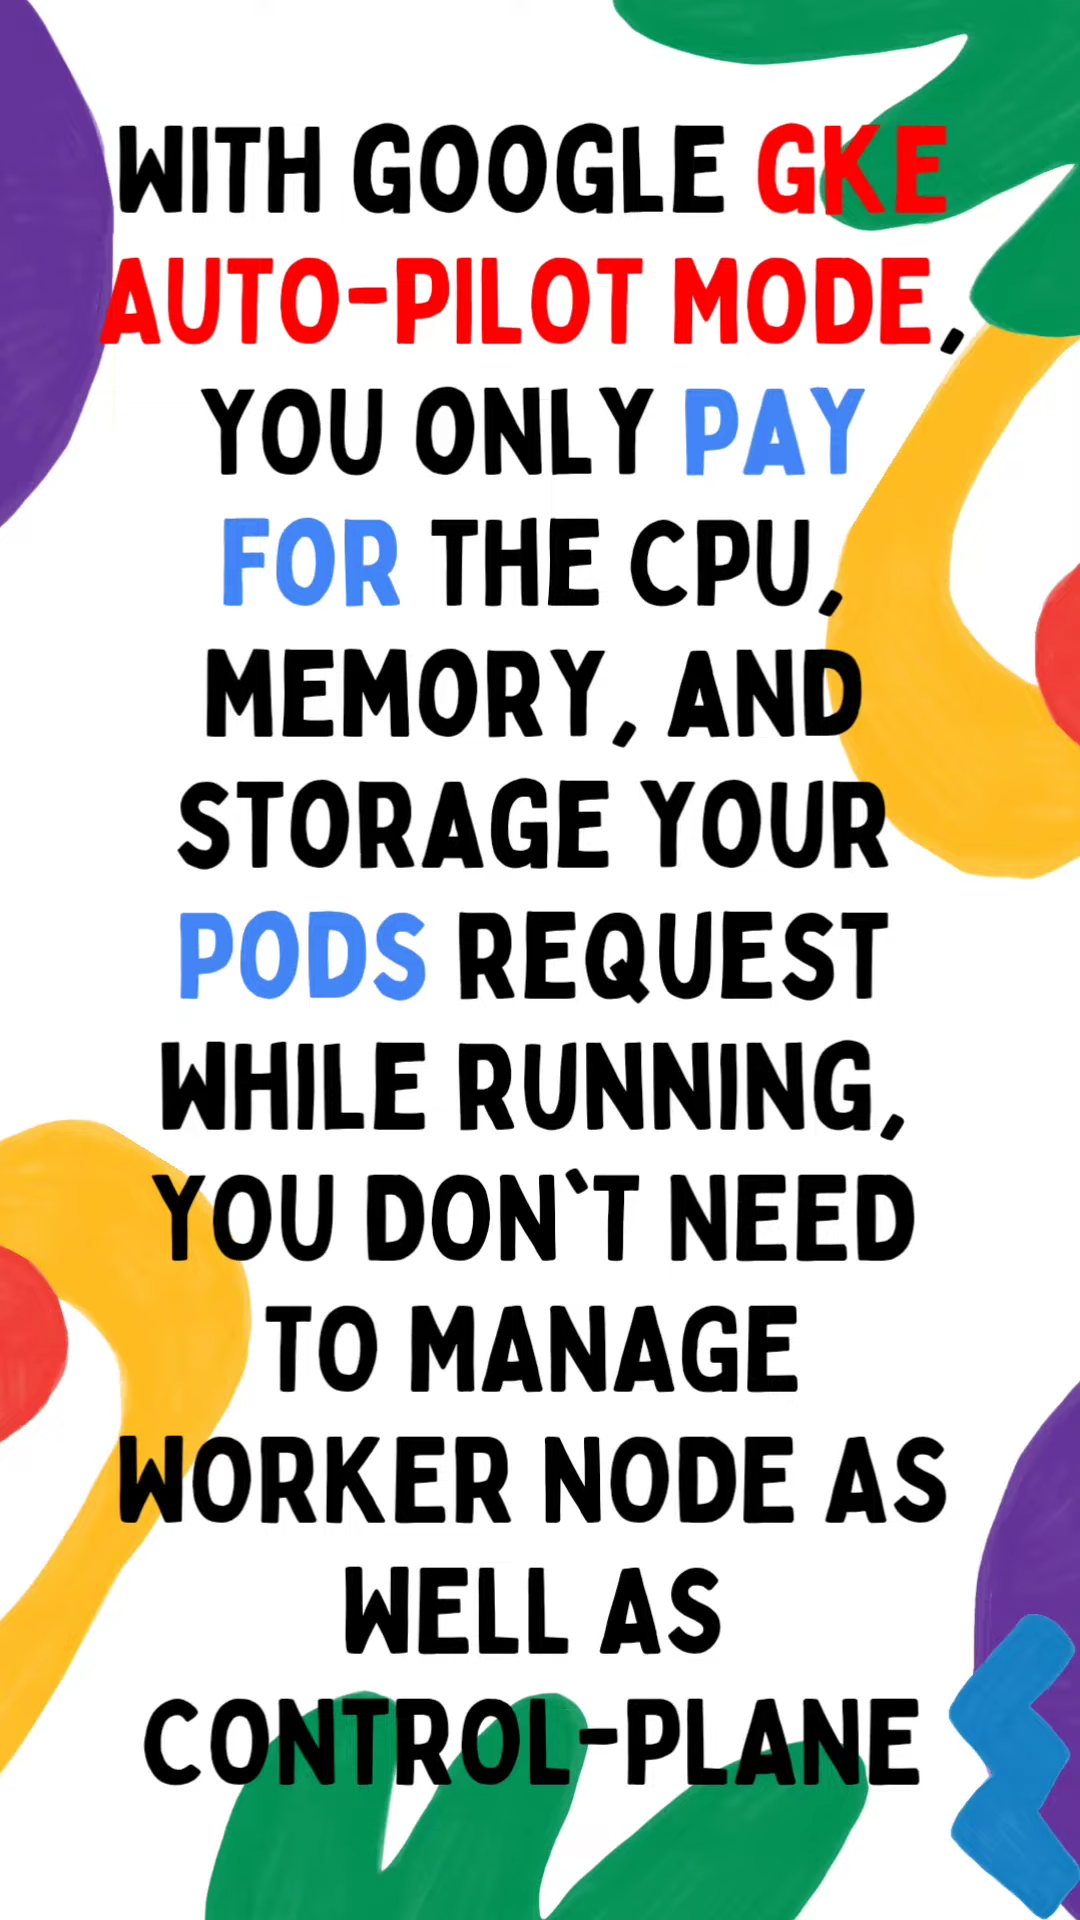 WITH GOOGLE GKE
AUTO-PILOT MODE,
YOU ONLY PAY
FOR THE CPU,
MEMORY, AND
STORAGE YOUR
PODS REQUEST
WHILE RUNNING,
YOU DON`T NEED
TO MANAGE
WORKER NODE AS
WELL AS
CONTROL-PLANE